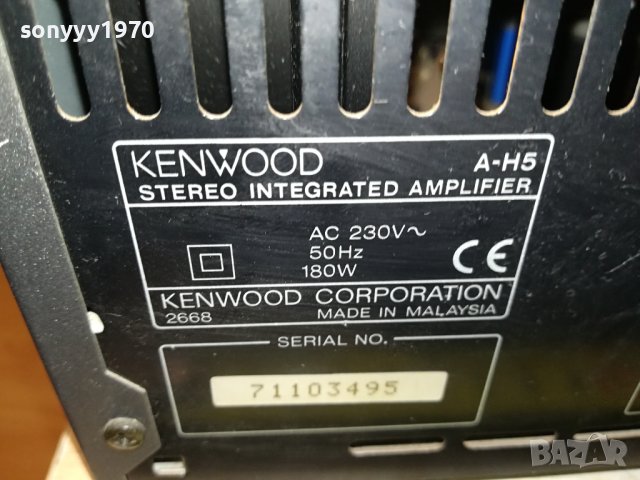 sonyyy1970
KENWOOD A-H5
STEREO INTEGRATED AMPLIFIER
AC 230V~
50Hz
180W
CE
KENWOOD CORPORATION
2668 MADE IN MALAYSIA
SERIAL NO.
71103495
BAZAR